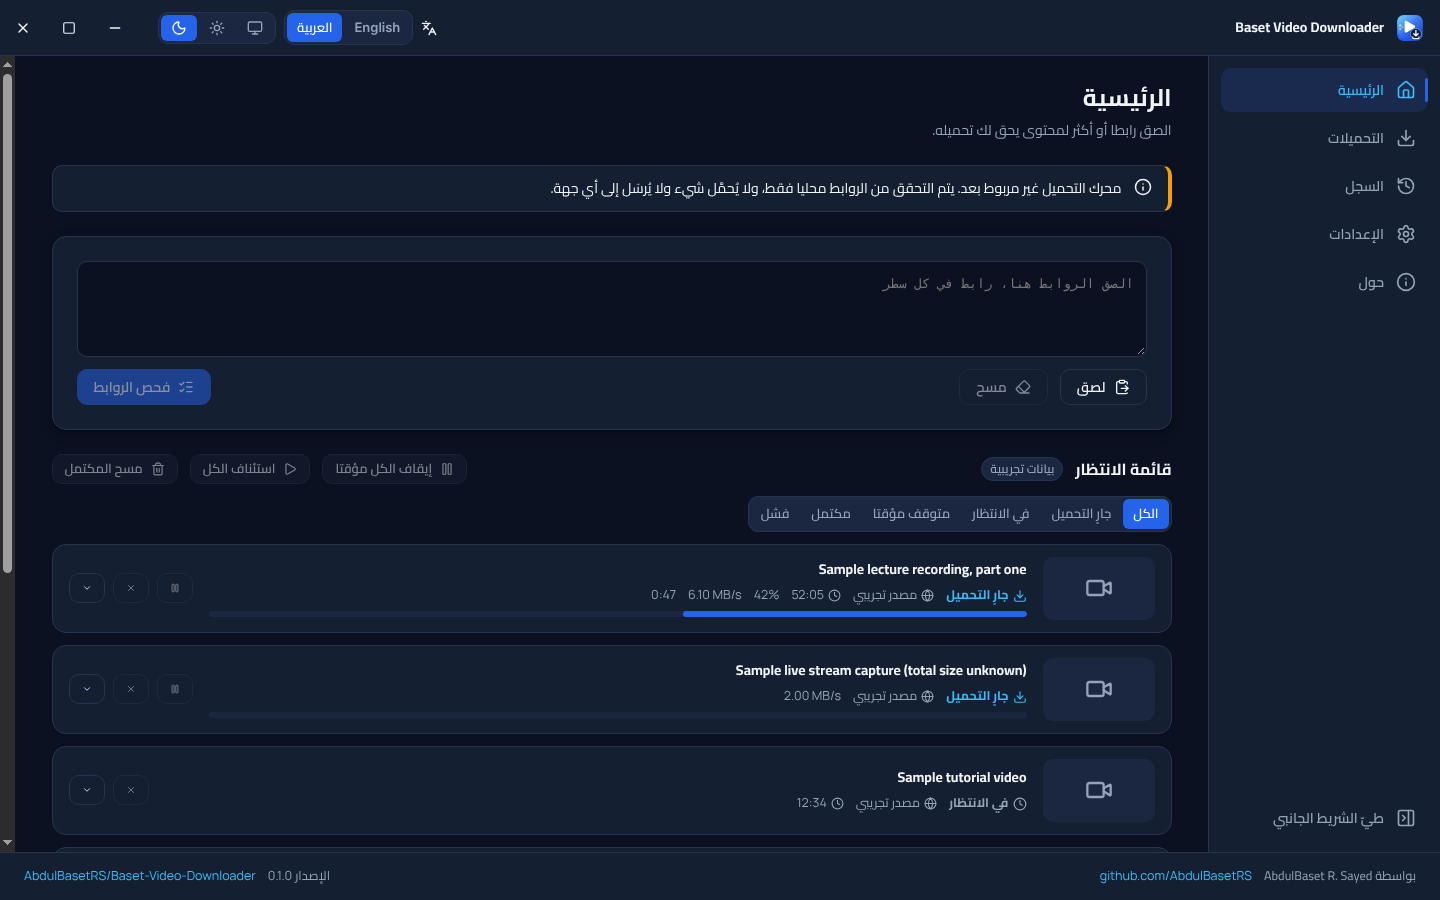 Baset Video Downloader
English
العربية
الرئيسية
التحميلات
السجل
الإعدادات
حول
طيّ الشريط الجانبي
الرئيسية
الصق رابطا أو أكثر لمحتوى يحق لك تحميله.
محرك التحميل غير مربوط بعد. يتم التحقق من الروابط محليا فقط، ولا يُحمَّل شيء ولا يُرسَل إلى أي جهة.
الصق الروابط هنا، رابط في كل سطر
لصق
مسح
فحص الروابط
قائمة الانتظار
بيانات تجريبية
إيقاف الكل مؤقتا
استئناف الكل
مسح المكتمل
الكل
جارِ التحميل
في الانتظار
متوقف مؤقتا
مكتمل
فشل
Sample lecture recording, part one
جارِ التحميل مصدر تجريبي 52:05 42% 6.10 MB/s 0:47
Sample live stream capture (total size unknown)
جارِ التحميل مصدر تجريبي 2.00 MB/s
Sample tutorial video
في الانتظار مصدر تجريبي 12:34
بواسطة AbdulBaset R. Sayed github.com/AbdulBasetRS
الإصدار 0.1.0 AbdulBasetRS/Baset-Video-Downloader